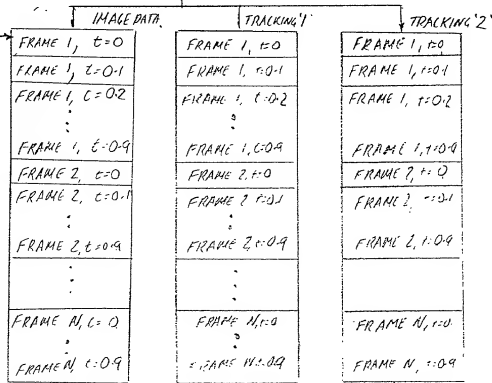 IMAGE DATA
FRAME 1, t=0
FRAME 1, t=0.1
FRAME 1, t=0.2
FRAME 1, t=0.9
FRAME 2, t=0
FRAME 2, t=0.1
FRAME 2, t=0.9
FRAME N, t=0
FRAME N, t=0.9
TRACKING '1'
FRAME 1, t=0
FRAME 1, t=0.1
FRAME 1, t=0.2
FRAME 1, t=0.9
FRAME 2, t=0
FRAME 2 t=0.1
FRAME 2, t=0.9
FRAME N, t=0
FRAME N t=0.9
TRACKING '2'
FRAME 1, t=0
FRAME 1, t=0.1
FRAME 1, t=0.2
FRAME 1, t=0.9
FRAME 2, t=0
FRAME 2, t=0.1
FRAME 2, t=0.9
FRAME N, t=0
FRAME N, t=0.9